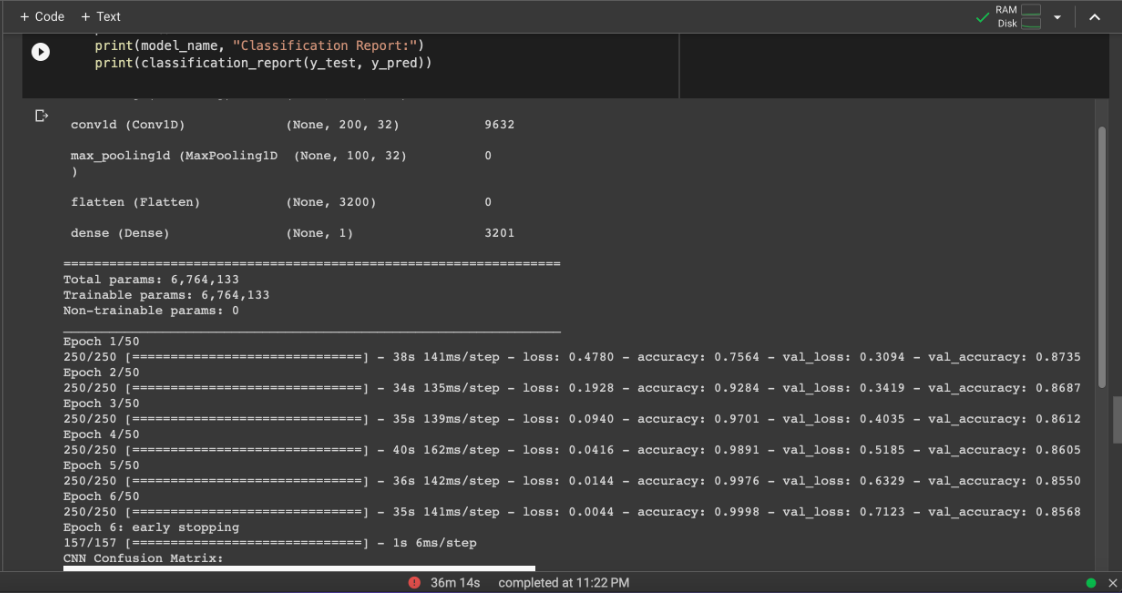 + Code + Text
RAM
Disk
print(model_name, "Classification Report:")
print(classification_report(y_test, y_pred))
conv1d (Conv1D) (None, 200, 32) 9632
max_pooling1d (MaxPooling1D (None, 100, 32) 0
)
flatten (Flatten) (None, 3200) 0
dense (Dense) (None, 1) 3201
=================================================================
Total params: 6,764,133
Trainable params: 6,764,133
Non-trainable params: 0
_________________________________________________________________
Epoch 1/50
250/250 [==============================] - 38s 141ms/step - loss: 0.4780 - accuracy: 0.7564 - val_loss: 0.3094 - val_accuracy: 0.8735
Epoch 2/50
250/250 [==============================] - 34s 135ms/step - loss: 0.1928 - accuracy: 0.9284 - val_loss: 0.3419 - val_accuracy: 0.8687
Epoch 3/50
250/250 [==============================] - 35s 139ms/step - loss: 0.0940 - accuracy: 0.9701 - val_loss: 0.4035 - val_accuracy: 0.8612
Epoch 4/50
250/250 [==============================] - 40s 162ms/step - loss: 0.0416 - accuracy: 0.9891 - val_loss: 0.5185 - val_accuracy: 0.8605
Epoch 5/50
250/250 [==============================] - 36s 142ms/step - loss: 0.0144 - accuracy: 0.9976 - val_loss: 0.6329 - val_accuracy: 0.8550
Epoch 6/50
250/250 [==============================] - 35s 141ms/step - loss: 0.0044 - accuracy: 0.9998 - val_loss: 0.7123 - val_accuracy: 0.8568
Epoch 6: early stopping
157/157 [==============================] - 1s 6ms/step
CNN Confusion Matrix:
36m 14s completed at 11:22 PM